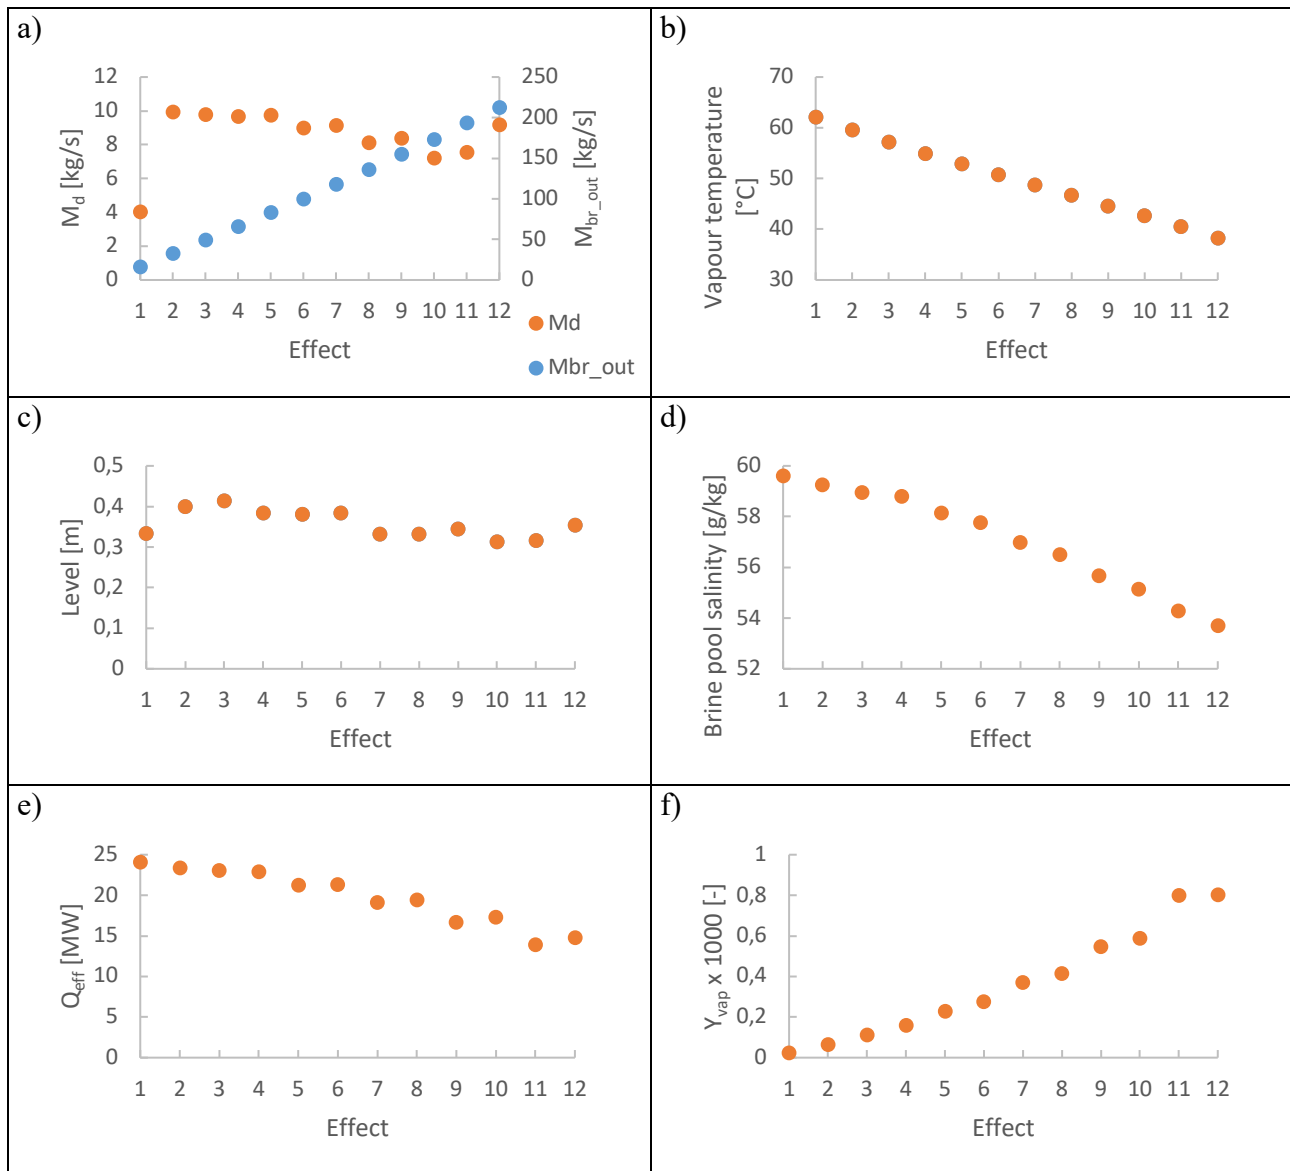 a)
12
10
8
6
4
2
0
M_d [kg/s]
250
200
150
100
50
0
M_br_out [kg/s]
1 2 3 4 5 6 7 8 9 10 11 12
Effect
Md
Mbr_out
b)
70
60
50
40
30
Vapour temperature
[°C]
1 2 3 4 5 6 7 8 9 10 11 12
Effect
c)
0,5
0,4
0,3
0,2
0,1
0
Level [m]
1 2 3 4 5 6 7 8 9 10 11 12
Effect
d)
60
58
56
54
52
Brine pool salinity [g/kg]
1 2 3 4 5 6 7 8 9 10 11 12
Effect
e)
25
20
15
10
5
0
Q_eff [MW]
1 2 3 4 5 6 7 8 9 10 11 12
Effect
f)
1
0,8
0,6
0,4
0,2
0
Y_vap x 1000 [-]
1 2 3 4 5 6 7 8 9 10 11 12
Effect